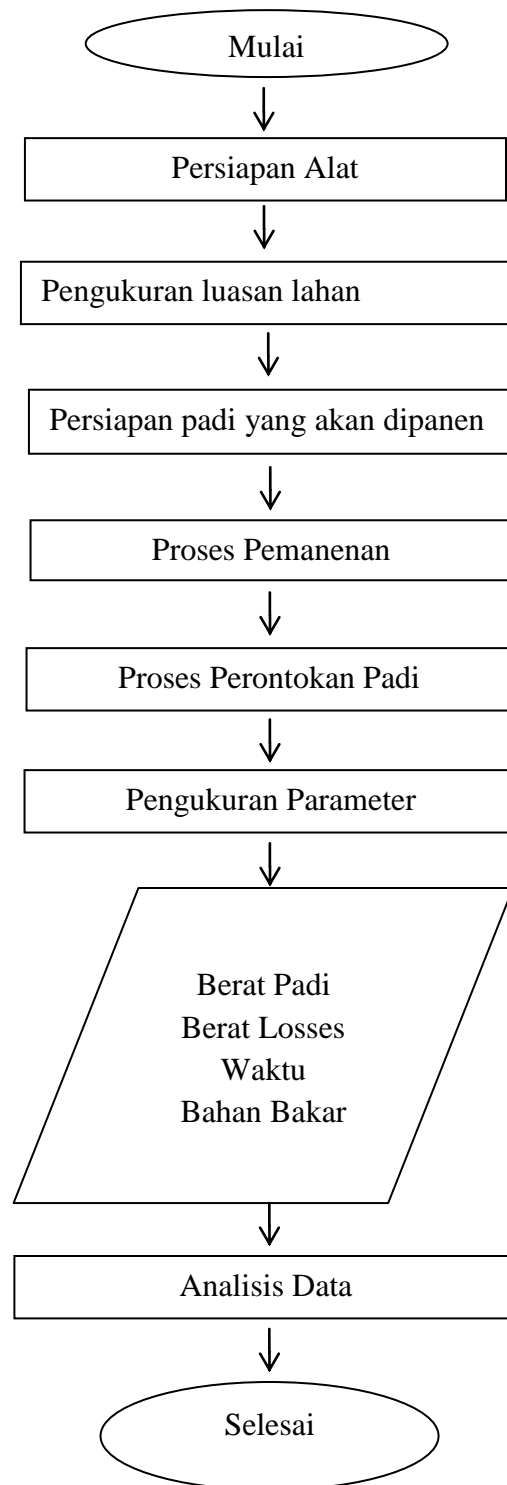 Mulai
Persiapan Alat
Pengukuran luasan lahan
Persiapan padi yang akan dipanen
Proses Pemanenan
Proses Perontokan Padi
Pengukuran Parameter
Berat Padi
Berat Losses
Waktu
Bahan Bakar
Analisis Data
Selesai